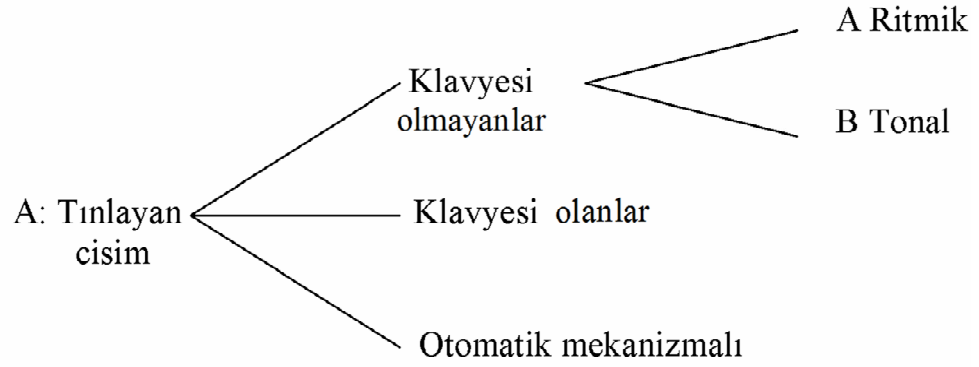 A Ritmik
Klavyesi
olmayanlar
B Tonal
A: Tınlayan
cisim
Klavyesi olanlar
Otomatik mekanizmalı